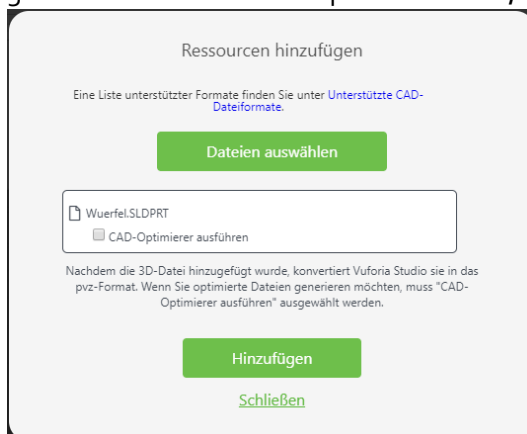 Ressourcen hinzufügen
Eine Liste unterstützter Formate finden Sie unter Unterstützte CAD-
Dateiformate.
Dateien auswählen
Wuerfel.SLDPRT
CAD-Optimierer ausführen
Nachdem die 3D-Datei hinzugefügt wurde, konvertiert Vuforia Studio sie in das
pvz-Format. Wenn Sie optimierte Dateien generieren möchten, muss "CAD-
Optimierer ausführen" ausgewählt werden.
Hinzufügen
Schließen